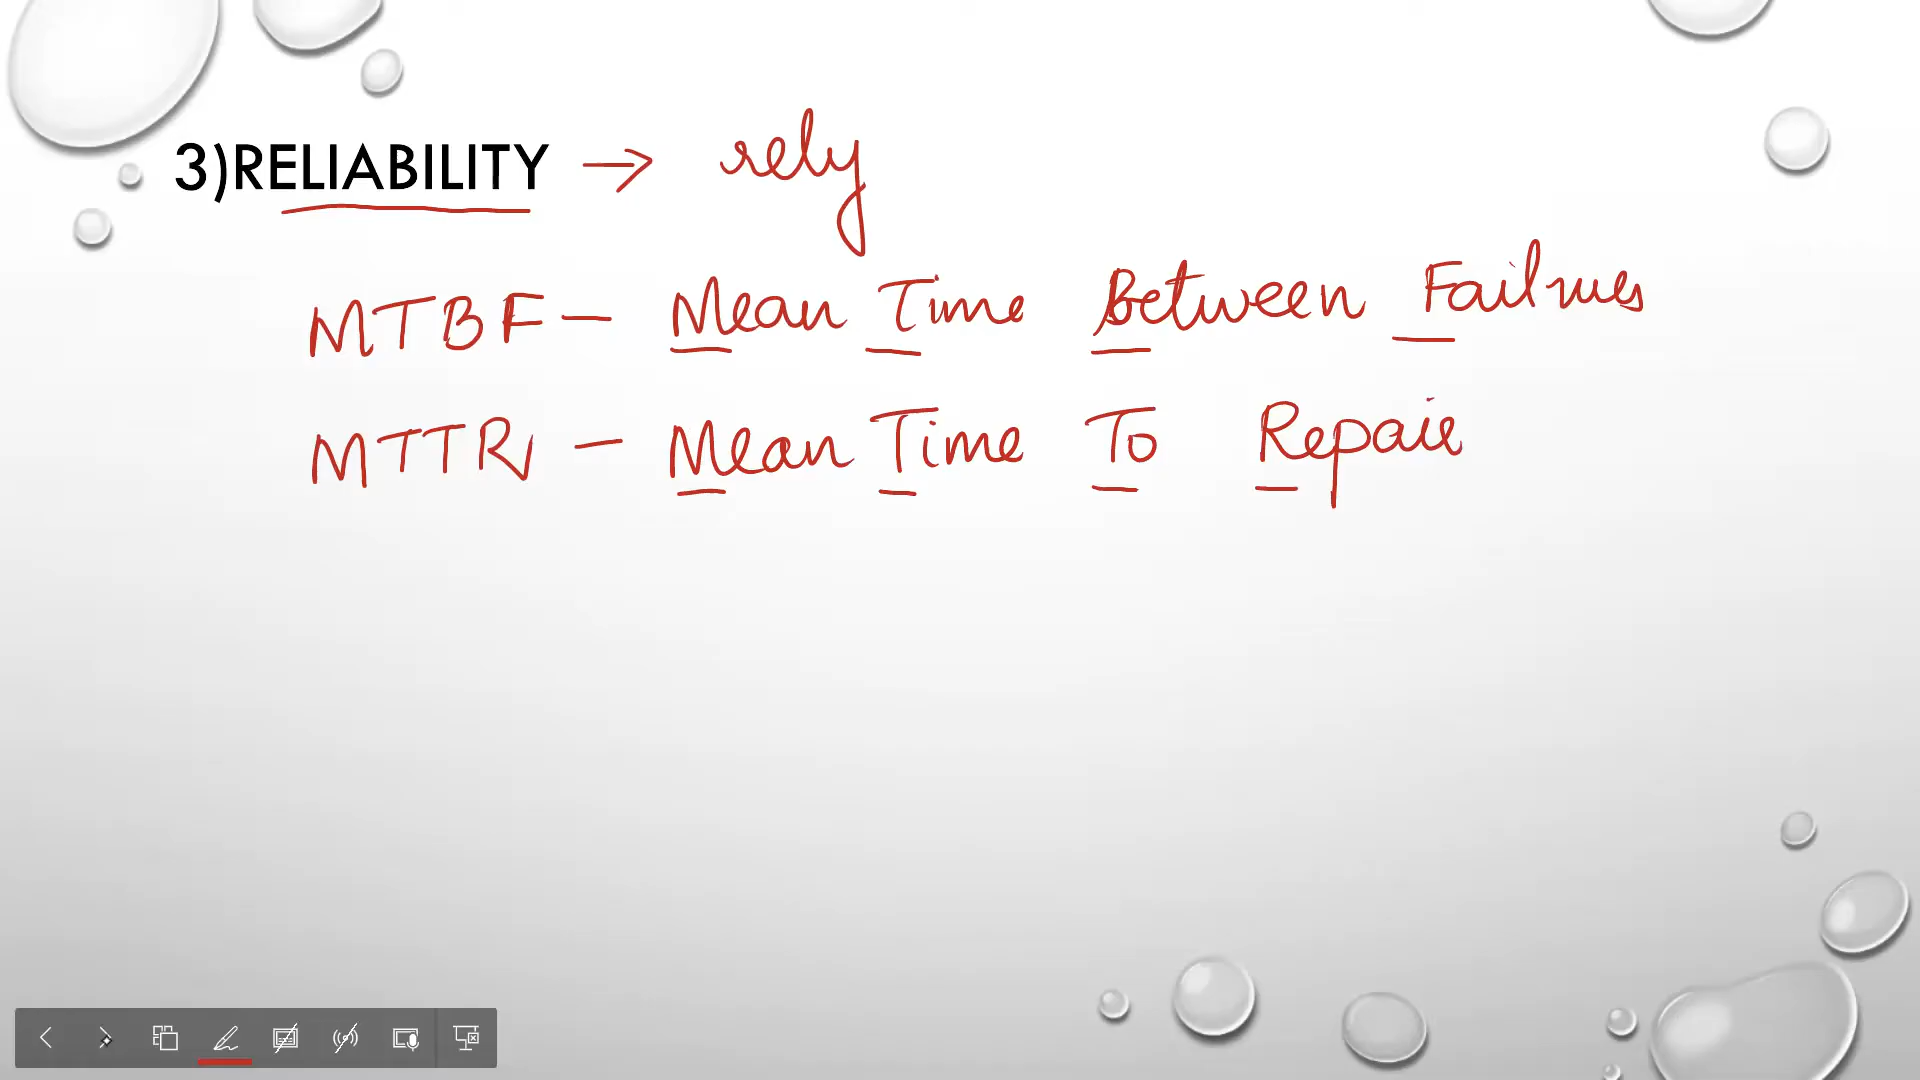 3)RELIABILITY → rely
MTBF - Mean Time Between Failures
MTTR - Mean Time To Repair